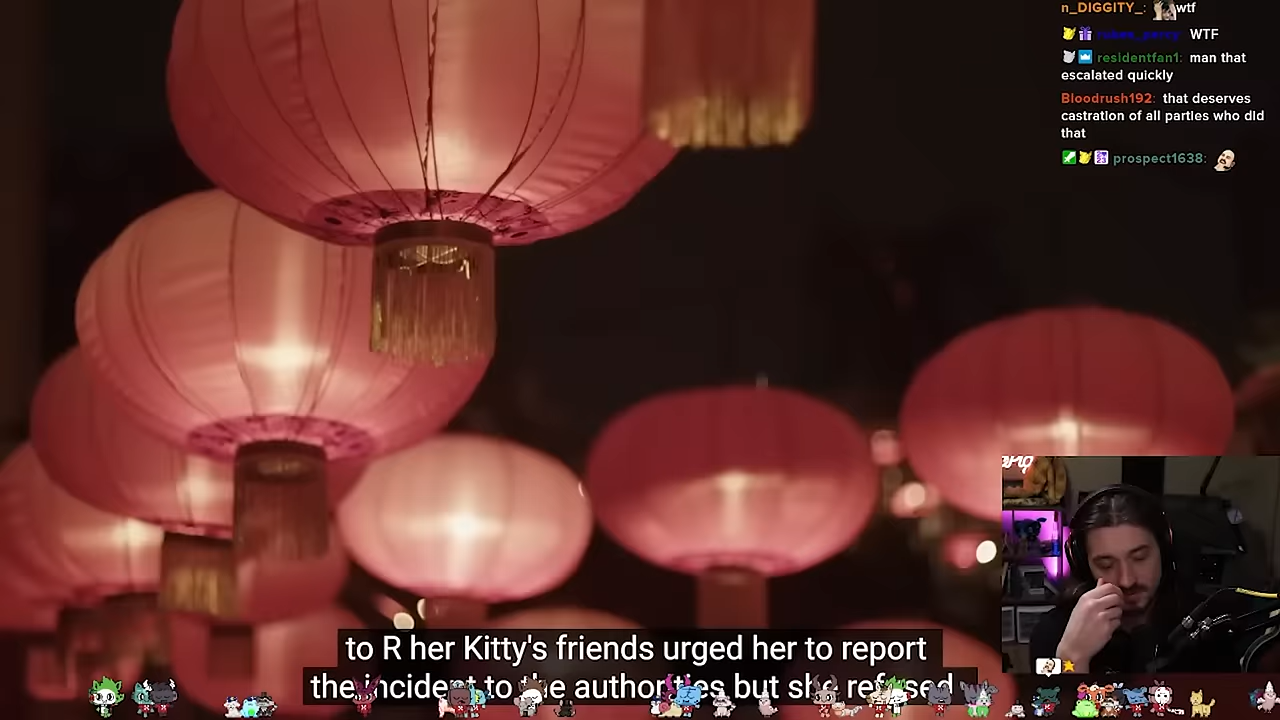 n_DIGGITY_: wtf
WTF
residentfan1: man that
escalated quickly
Bloodrush192: that deserves
castration of all parties who did
that
prospect1638:
to R her Kitty's friends urged her to report
the incident to the authorities but she refused